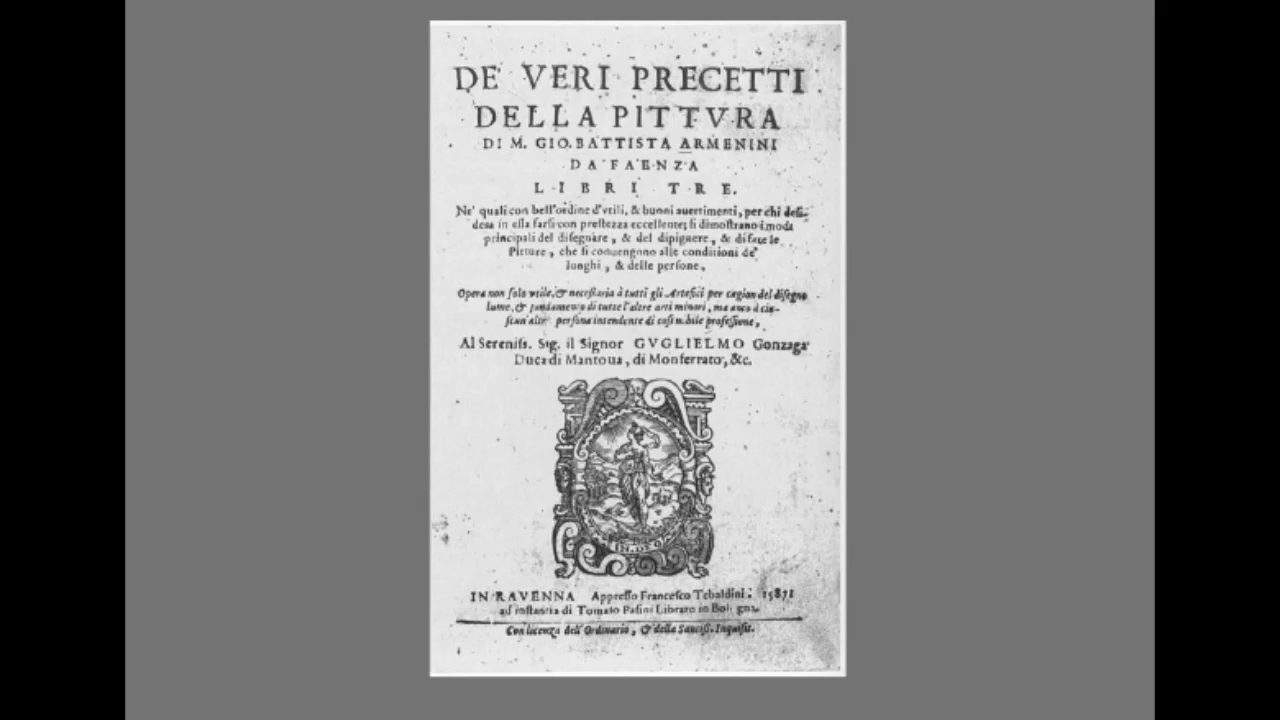 DE' VERI PRECETTI
DELLA PITTVRA
DI M. GIO. BATTISTA ARMENINI
DA FAENZA
LIBRI TRE.
Ne' quali con bell'ordine d'vtili, & buoni auertimenti, per chi desi-
dera in essa farsi con prestezza eccellente; si dimostrano i modi
principali del disegnare, & del dipignere, & di fare le
Pitture, che si conuengono alle conditioni de'
luoghi, & delle persone.
Opera non solo vtile, & necessaria à tutti gli Artefici per cagion del disegno
lume, & fondamento di tutte l'altre arti minori, ma anco à cia-
scun'altra persona intendente di così nobile professione,
Al Sereniss. Sig. il Signor GVGLIELMO Gonzaga
Duca di Mantoua, di Monferrato, &c.
IN DEO
IN RAVENNA Appresso Francesco Tebaldini.
ad instantia di Tomaso Pasini Libraro in Bologna.
Con licenza dell'Ordinario, & della Santiss. Inquisit.